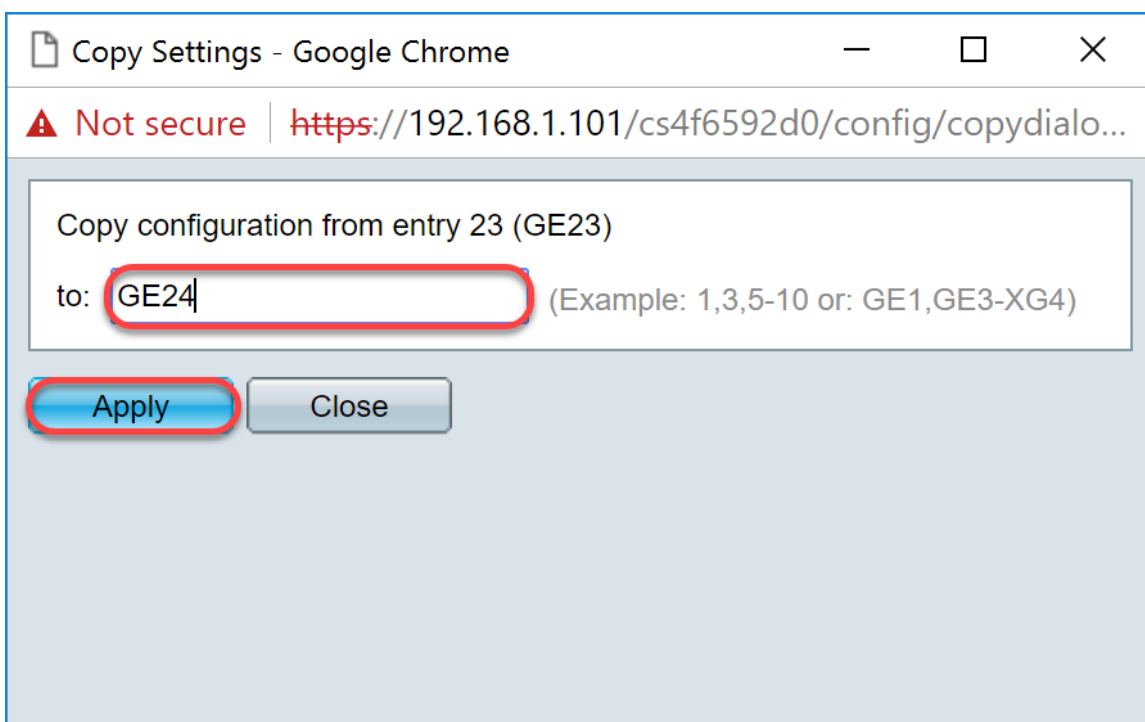 Copy Settings - Google Chrome
Not secure https://192.168.1.101/cs4f6592d0/config/copydialo...
Copy configuration from entry 23 (GE23)
to: GE24 (Example: 1,3,5-10 or: GE1,GE3-XG4)
Apply Close